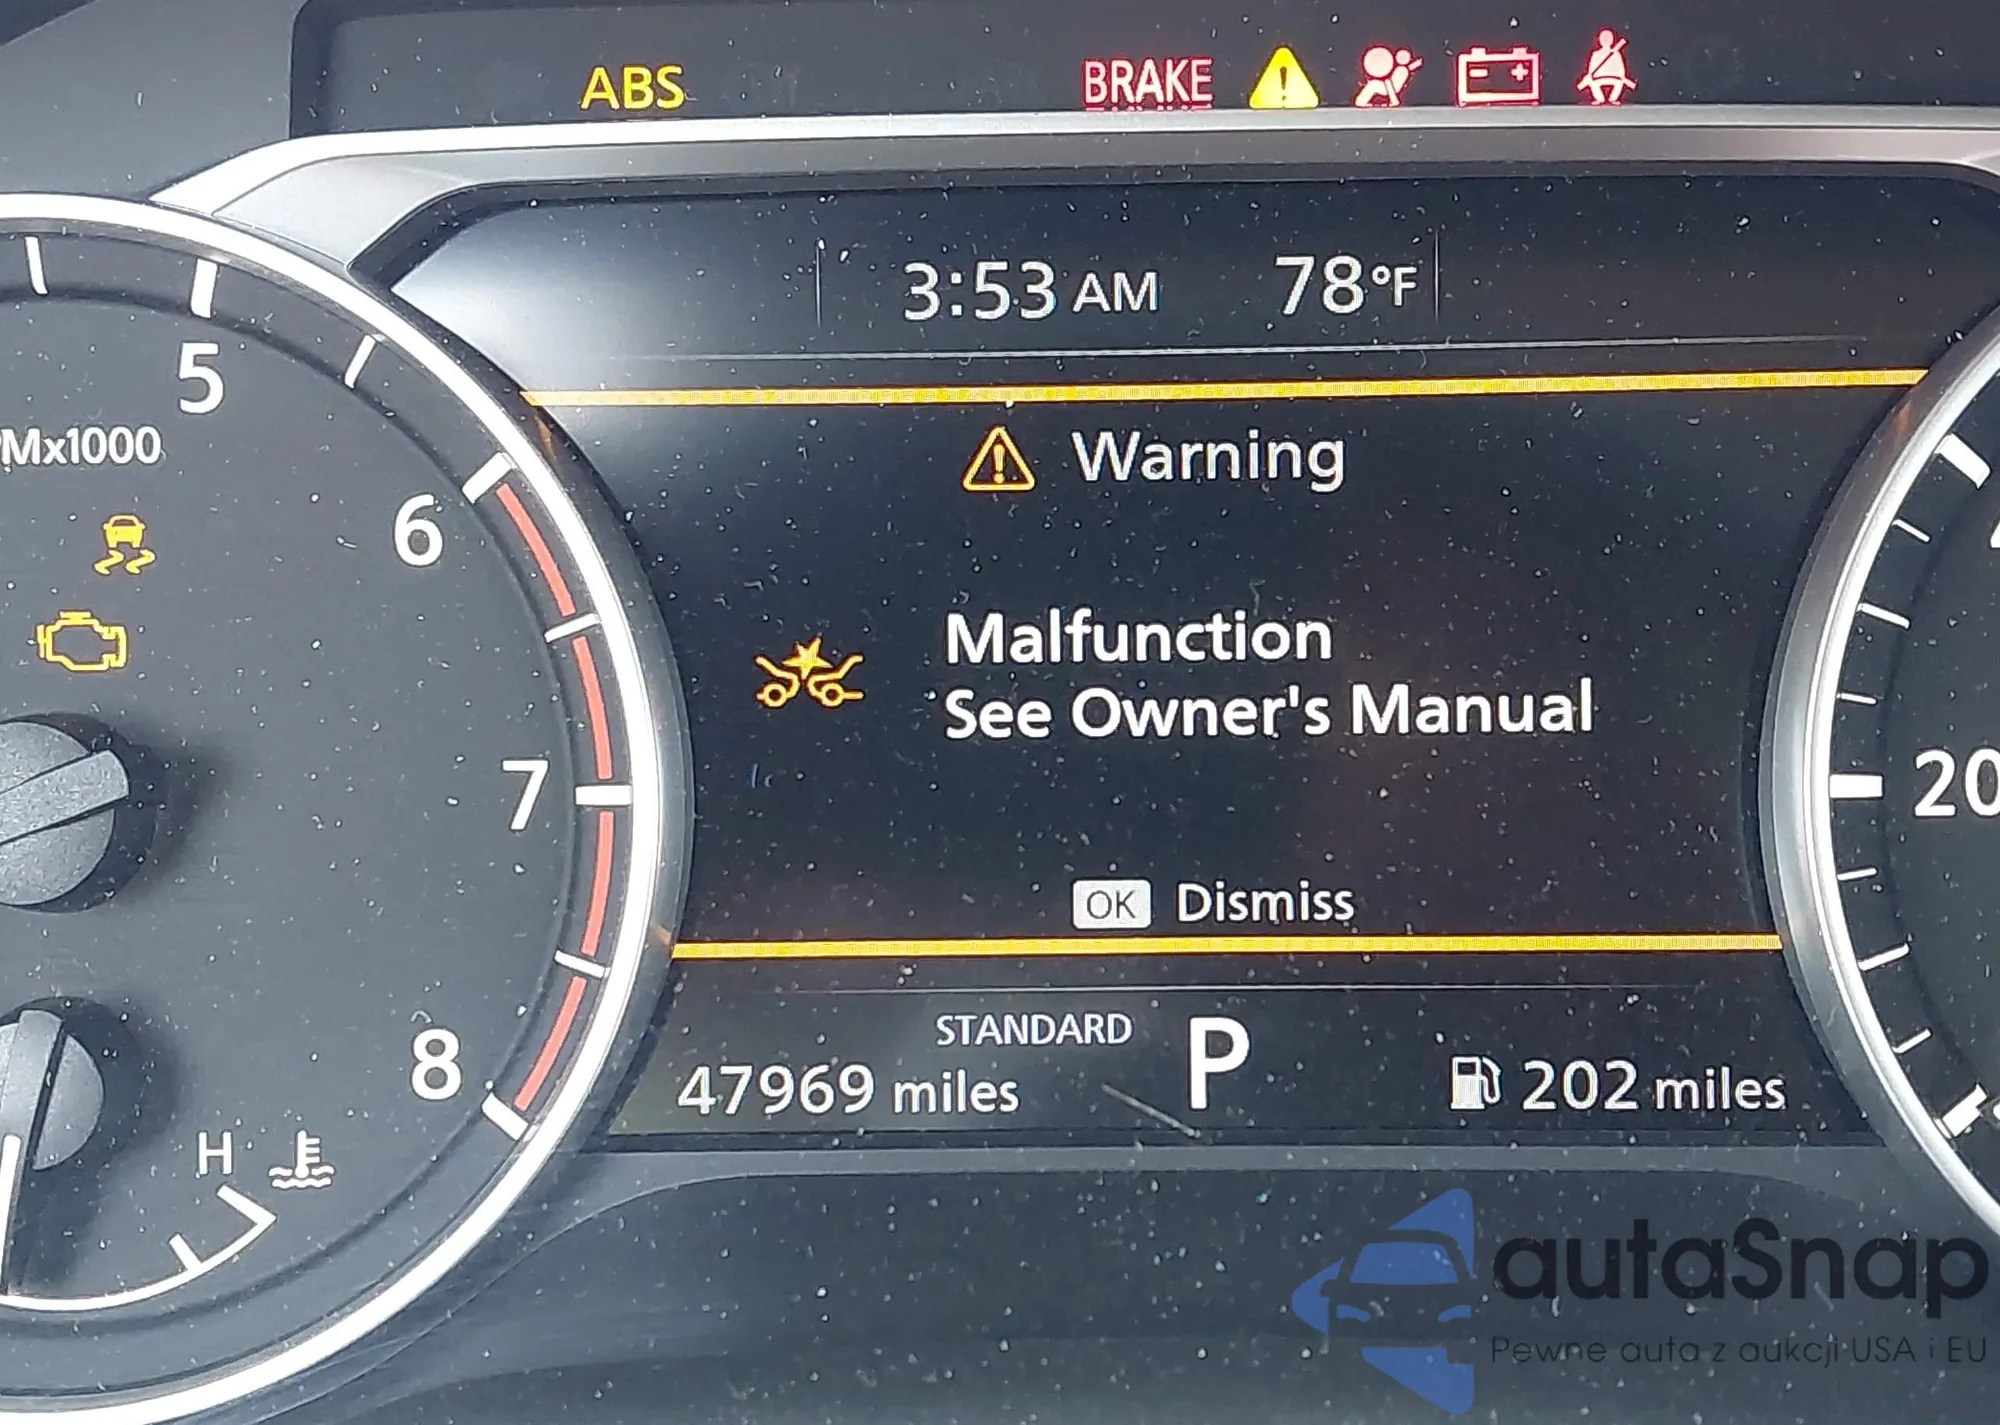 ABS
BRAKE
3:53 AM 78°F
5
Mx1000
Warning
6
Malfunction
See Owner's Manual
7
20
OK Dismiss
STANDARD
8
47969 miles
P
202 miles
H
autaSnap
Pewne auta z aukcji USA i EU